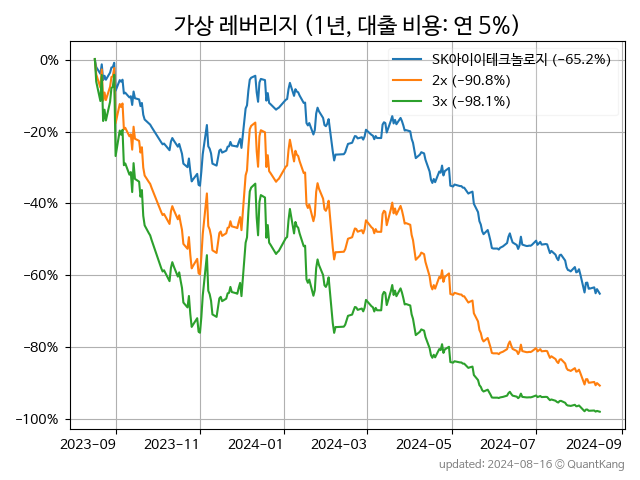 가상 레버리지 (1년, 대출 비용: 연 5%)
SK아이이테크놀로지 (−65.2%)
2x (−90.8%)
3x (−98.1%)
0%
−20%
−40%
−60%
−80%
−100%
2023-09
2023-11
2024-01
2024-03
2024-05
2024-07
2024-09
updated: 2024-08-16 © QuantKang